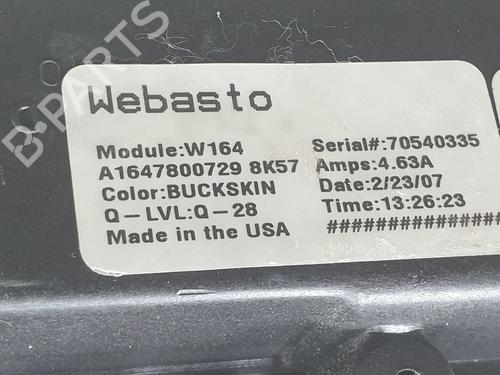 Webasto
Module:W164
A1647800729 8K57
Color:BUCKSKIN
Q-LVL:Q-28
Made in the USA
Serial#:70540335
Amps:4.63A
Date:2/23/07
Time:13:26:23
B-PARTS